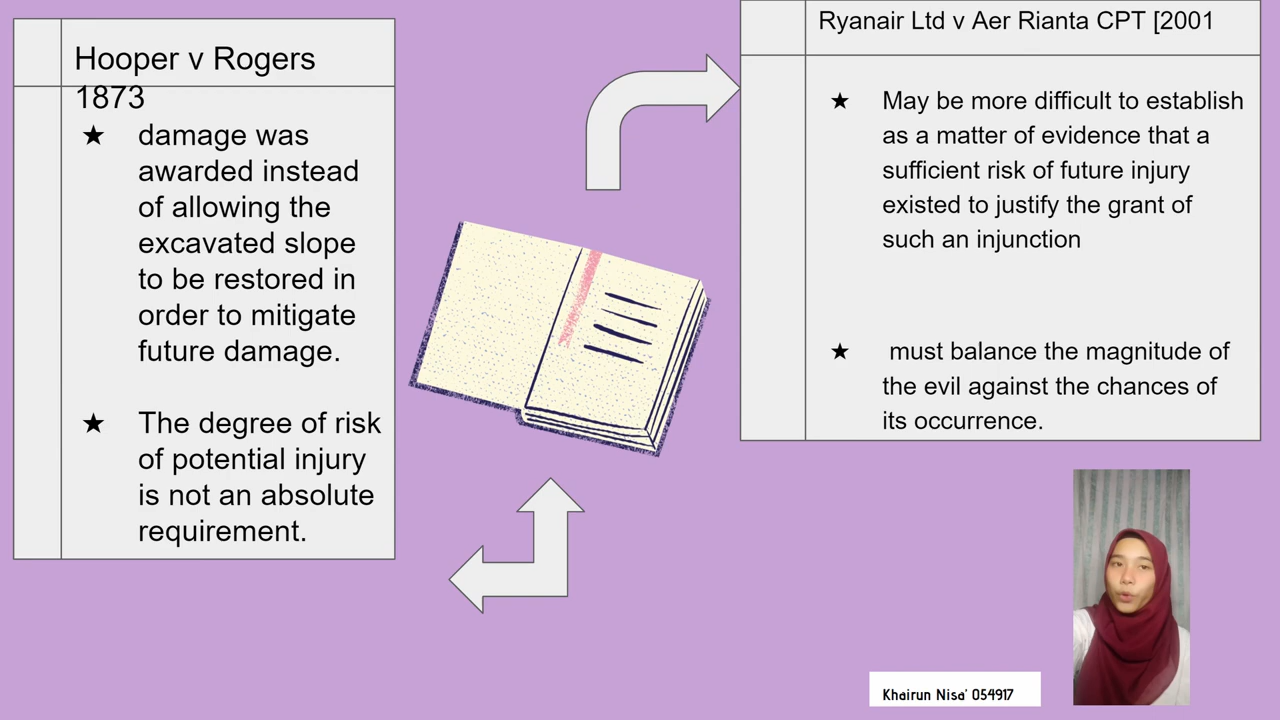 Hooper v Rogers
1873
★ damage was
awarded instead
of allowing the
excavated slope
to be restored in
order to mitigate
future damage.
★ The degree of risk
of potential injury
is not an absolute
requirement.
Ryanair Ltd v Aer Rianta CPT [2001
★ May be more difficult to establish
as a matter of evidence that a
sufficient risk of future injury
existed to justify the grant of
such an injunction
★ must balance the magnitude of
the evil against the chances of
its occurrence.
Khairun Nisa' 054917